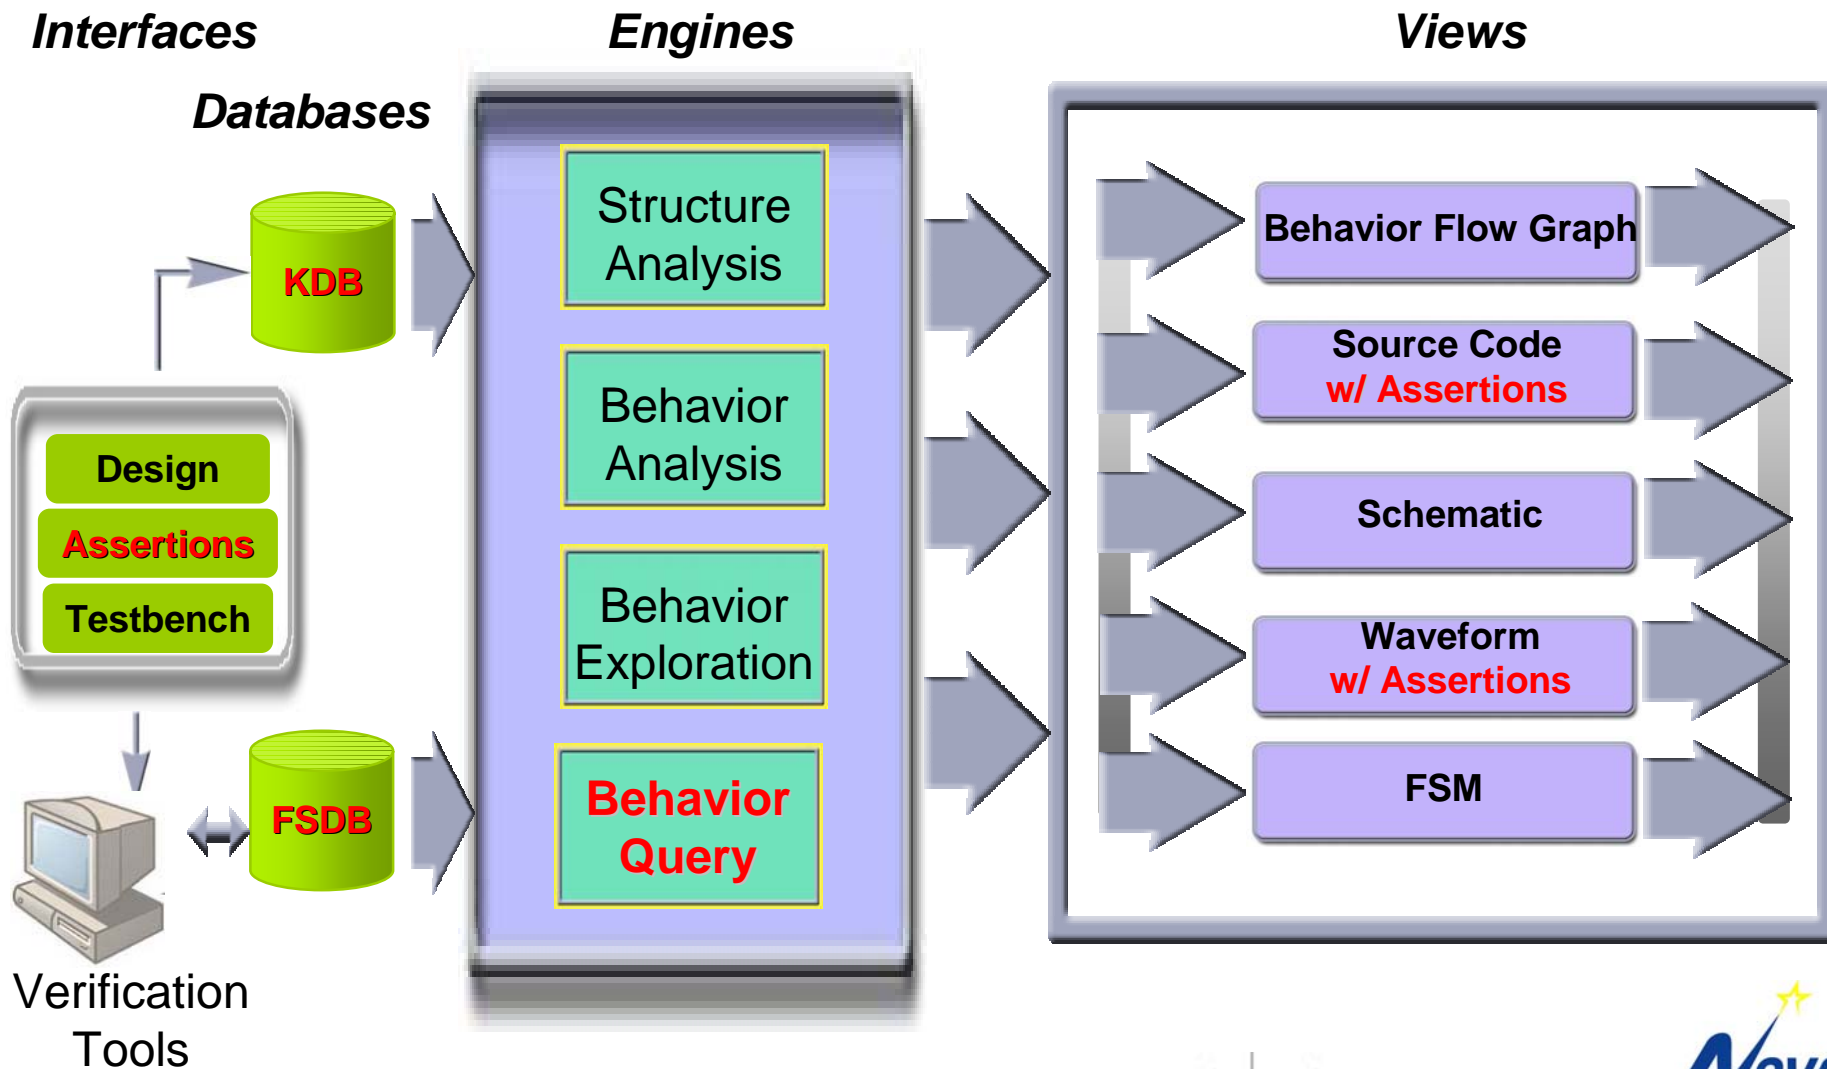 Interfaces
Databases
Engines
Views
KDB
Design
Assertions
Testbench
FSDB
Verification
Tools
Structure
Analysis
Behavior
Analysis
Behavior
Exploration
Behavior
Query
Behavior Flow Graph
Source Code
w/ Assertions
Schematic
Waveform
w/ Assertions
FSM